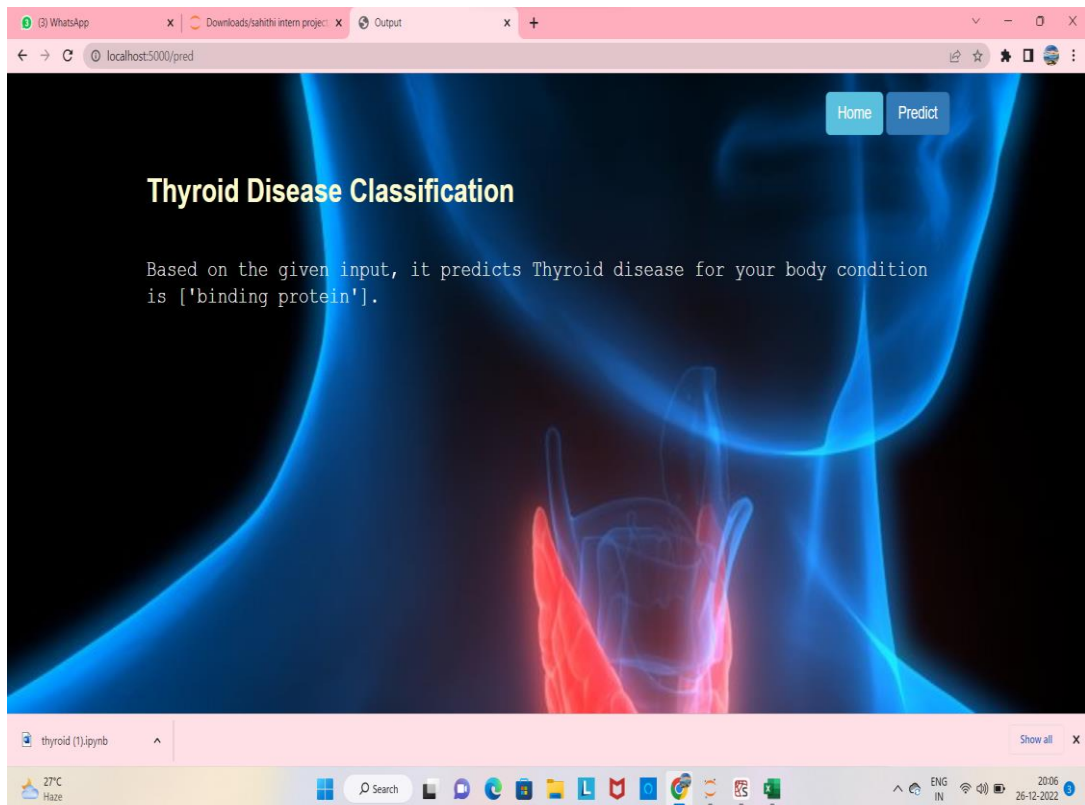 (3) WhatsApp
Downloads/sahithi intern project
Output
localhost:5000/pred
Home
Predict
Thyroid Disease Classification
Based on the given input, it predicts Thyroid disease for your body condition
is ['binding protein'].
thyroid (1).ipynb
Show all
27°C
Haze
Search
ENG
IN
20:06
26-12-2022
3